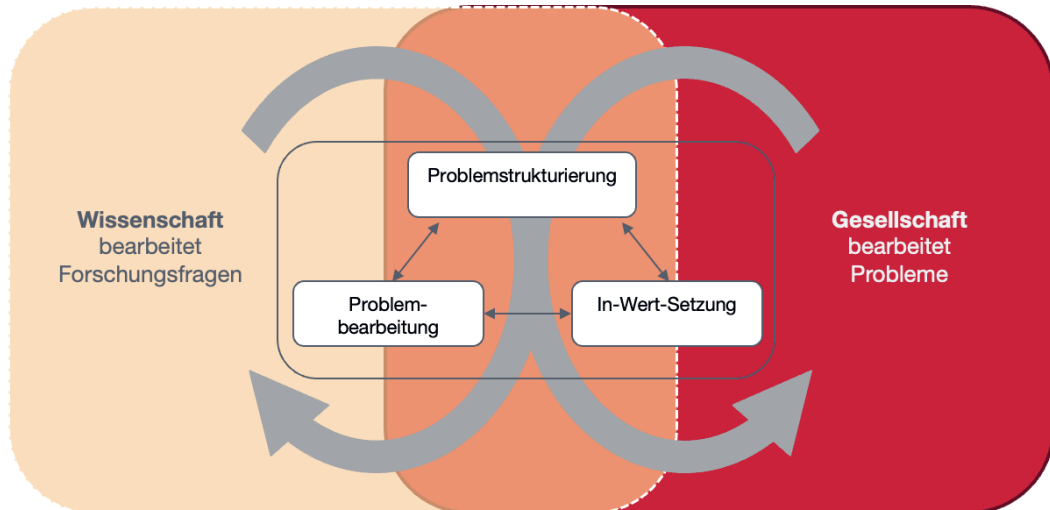 Problemstrukturierung
Wissenschaft
bearbeitet
Forschungsfragen
Gesellschaft
bearbeitet
Probleme
Problem-
bearbeitung
In-Wert-Setzung